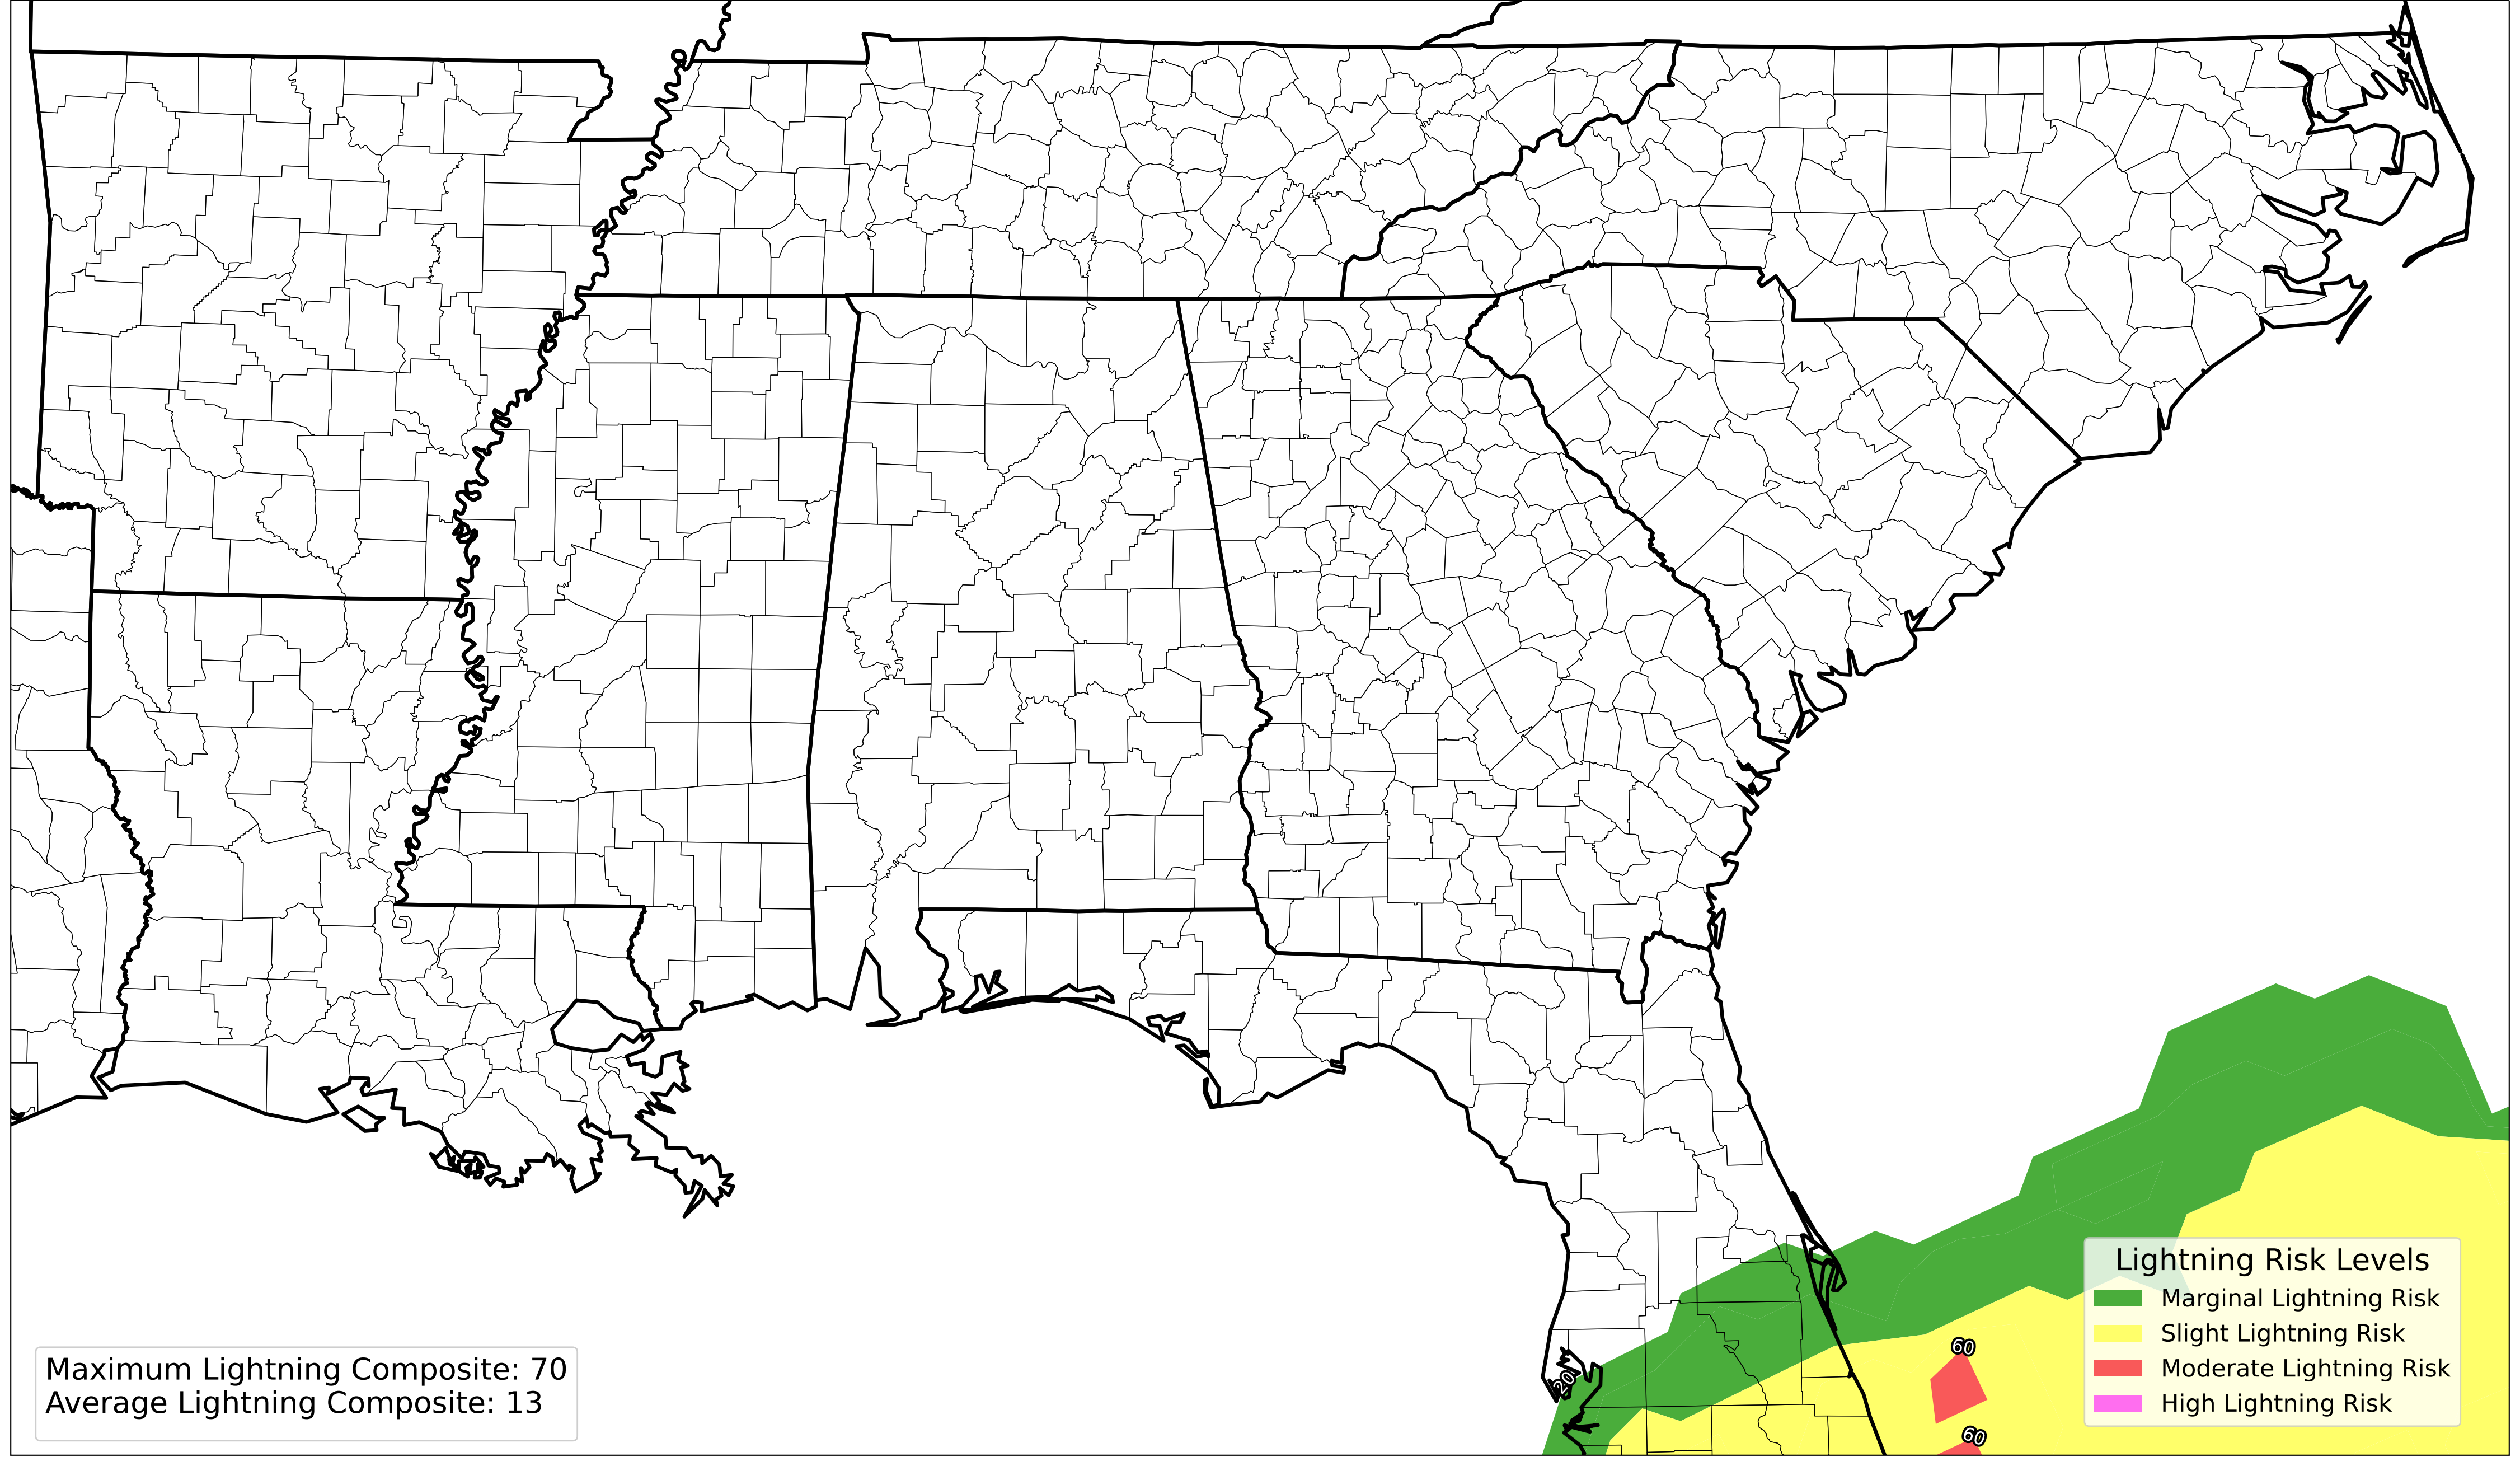 Lightning Risk Levels
Marginal Lightning Risk
Slight Lightning Risk
Moderate Lightning Risk
High Lightning Risk
60
Maximum Lightning Composite: 70
Average Lightning Composite: 13
20
60